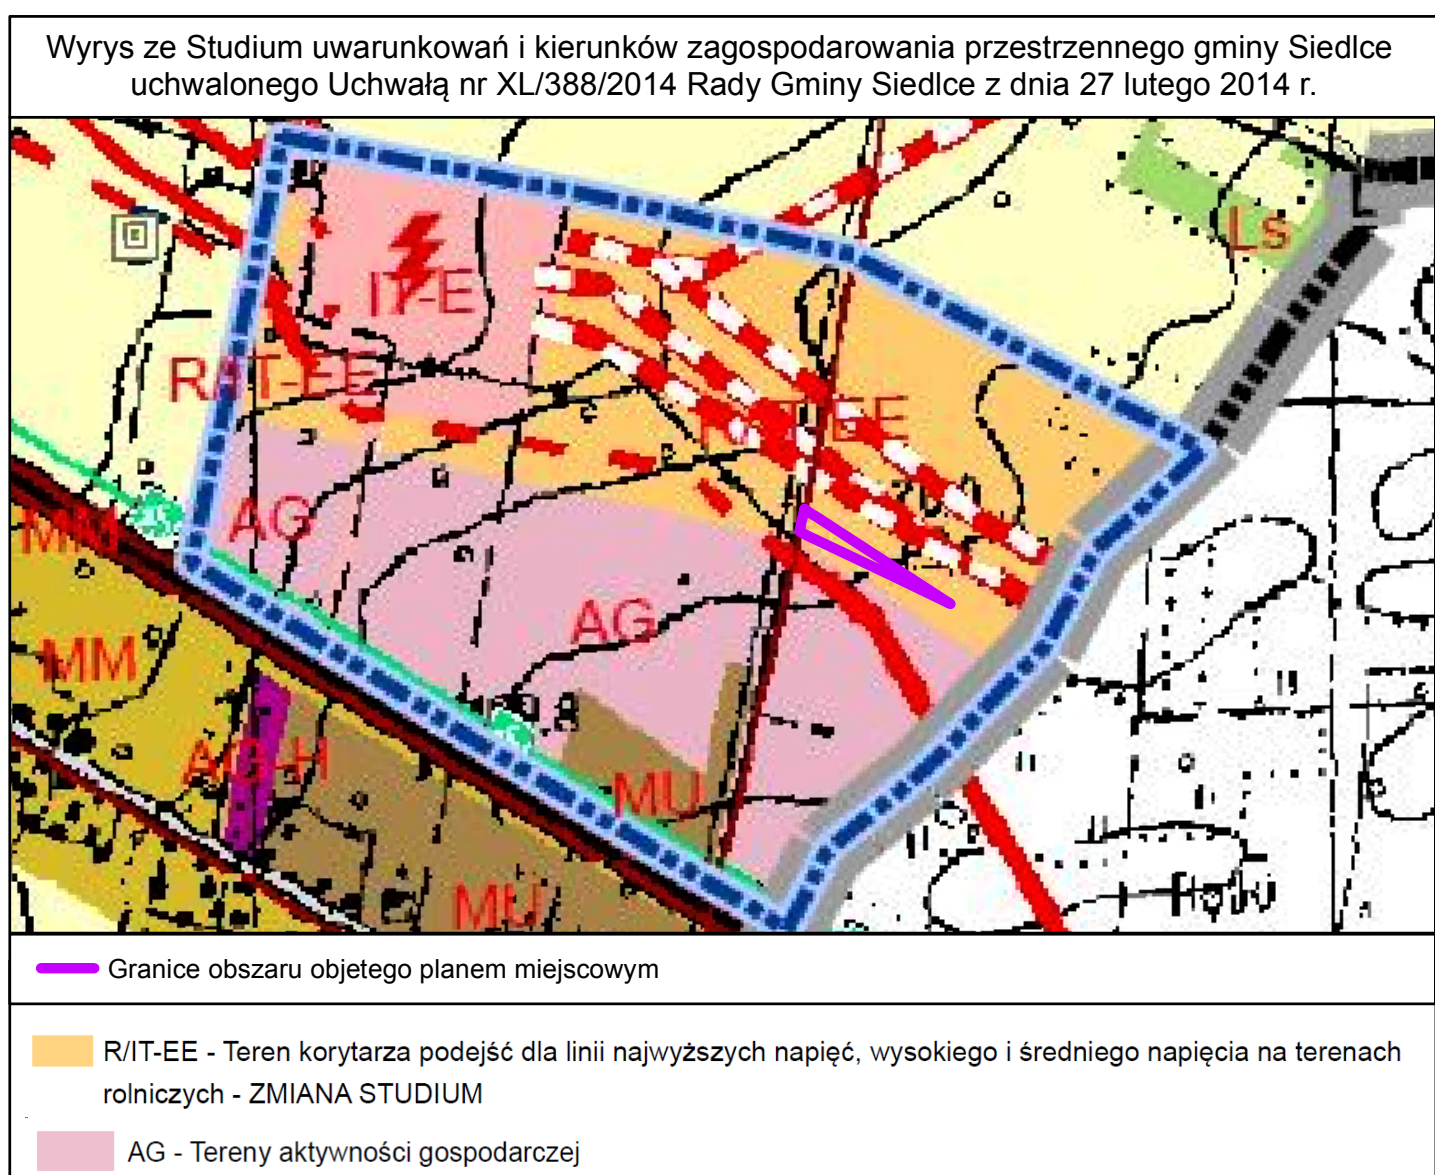 Wyrys ze Studium uwarunkowań i kierunków zagospodarowania przestrzennego gminy Siedlce
uchwalonego Uchwałą nr XL/388/2014 Rady Gminy Siedlce z dnia 27 lutego 2014 r.
Ls
IT-E
R/IT-EE
EE
AG
MM
AG
MM
AG-H
MU
MU
Granice obszaru objetego planem miejscowym
R/IT-EE - Teren korytarza podejść dla linii najwyższych napięć, wysokiego i średniego napięcia na terenach
rolniczych - ZMIANA STUDIUM
AG - Tereny aktywności gospodarczej